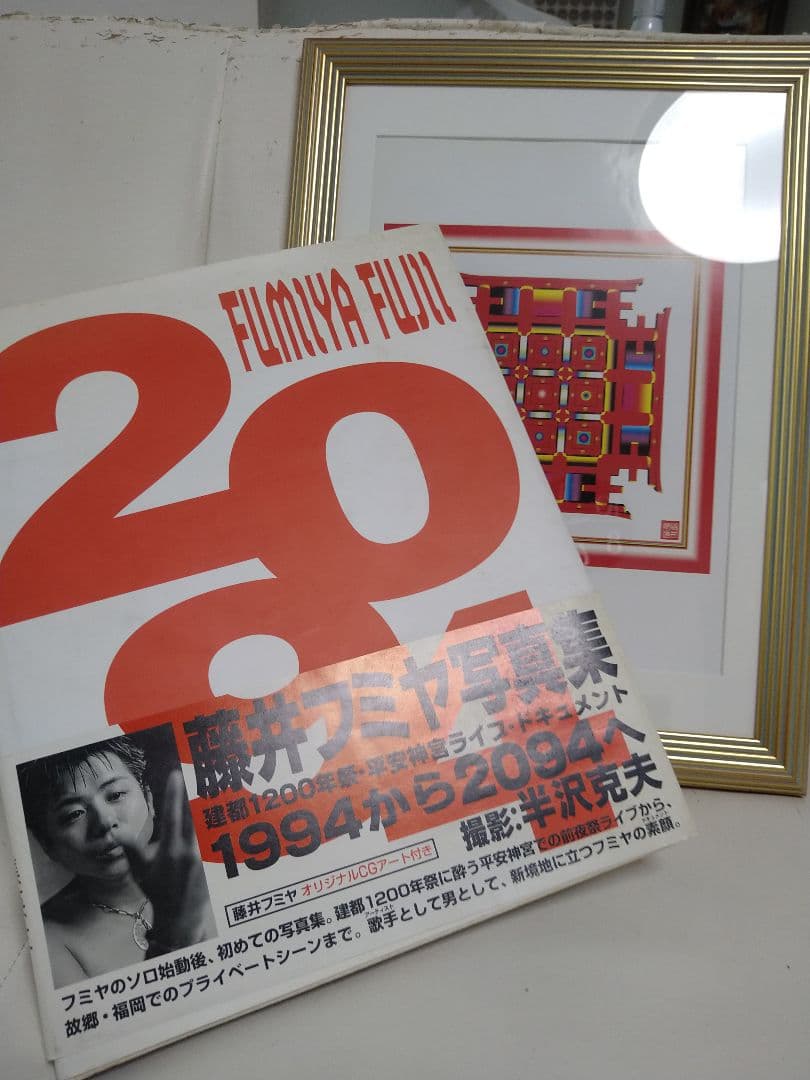 FUMIYA FUJII
20
94
藤井フミヤ写真集
建都1200年祭・平安神宮ライブ・ドキュメント
1994から2094へ
撮影:半沢克夫
藤井フミヤ オリジナルCGアート付き
フミヤのソロ始動後、初めての写真集。建都1200年祭に酔う平安神宮での前夜祭ライブから、
故郷・福岡でのプライベートシーンまで。歌手として男として、新境地に立つフミヤの素顔。